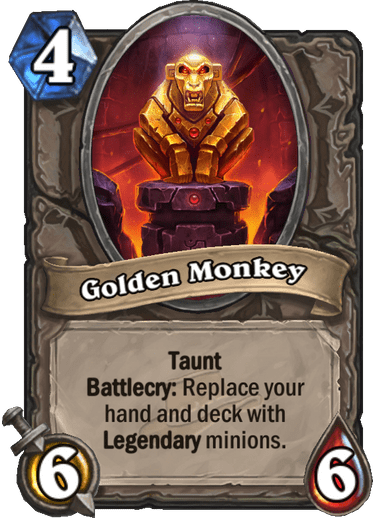 4
Golden Monkey
Taunt
Battlecry: Replace your
hand and deck with
Legendary minions.
6
6